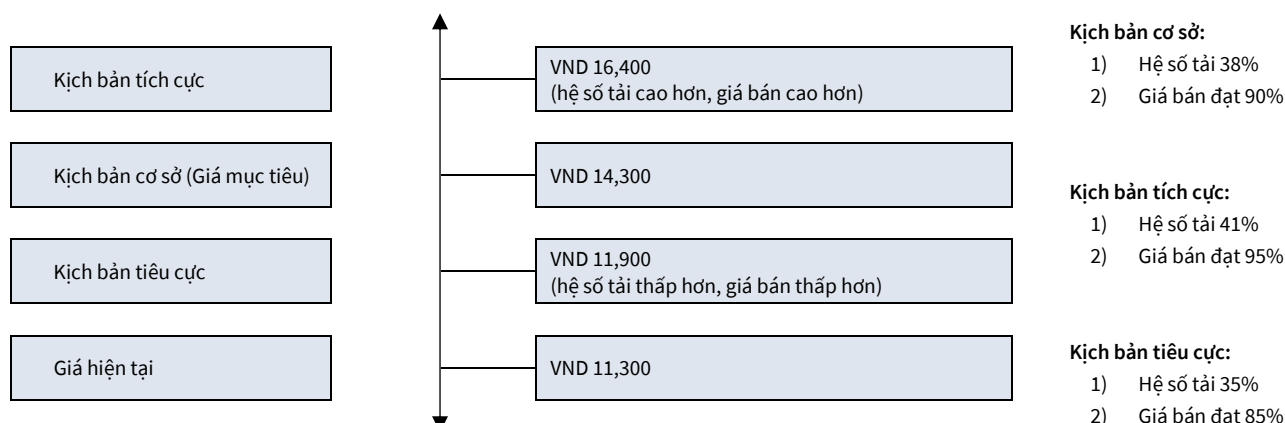 Kịch bản tích cực
VND 16,400
(hệ số tải cao hơn, giá bán cao hơn)
Kịch bản cơ sở (Giá mục tiêu)
VND 14,300
Kịch bản tiêu cực
VND 11,900
(hệ số tải thấp hơn, giá bán thấp hơn)
Giá hiện tại
VND 11,300
Kịch bản cơ sở:
1) Hệ số tải 38%
2) Giá bán đạt 90%
Kịch bản tích cực:
1) Hệ số tải 41%
2) Giá bán đạt 95%
Kịch bản tiêu cực:
1) Hệ số tải 35%
2) Giá bán đạt 85%